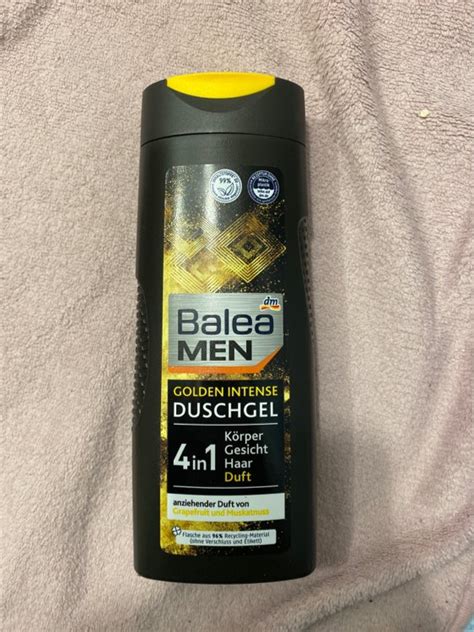 99%
dm
Balea
MEN
GOLDEN INTENSE
DUSCHGEL
4in1
Körper
Gesicht
Haar
Duft
anziehender Duft von
Grapefruit und Muskatnuss
Flasche aus 96% Recycling-Material
(ohne Verschluss und Etikett)